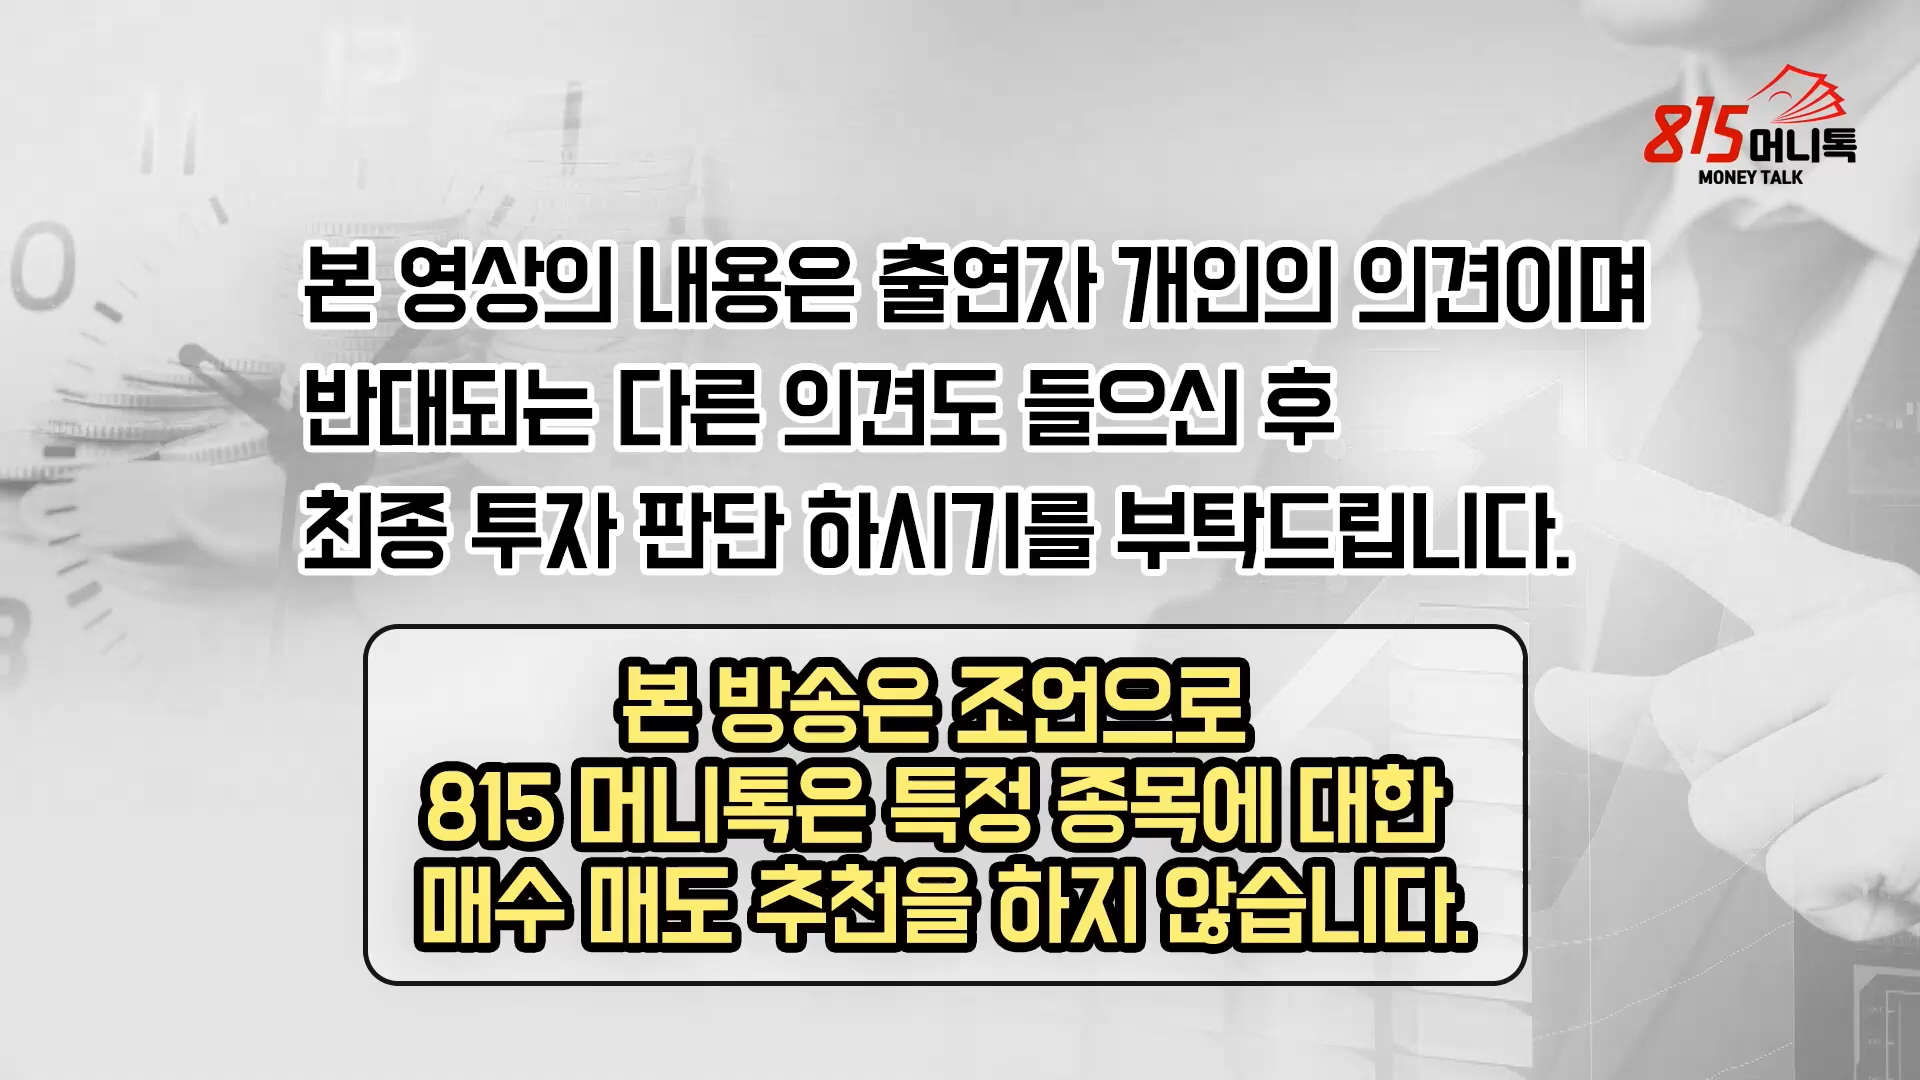 815 머니톡
MONEY TALK
본 영상의 내용은 출연자 개인의 의견이며
반대되는 다른 의견도 들으신 후
최종 투자 판단 하시기를 부탁드립니다.
본 방송은 조언으로
815 머니톡은 특정 종목에 대한
매수 매도 추천을 하지 않습니다.
12
11
10
8